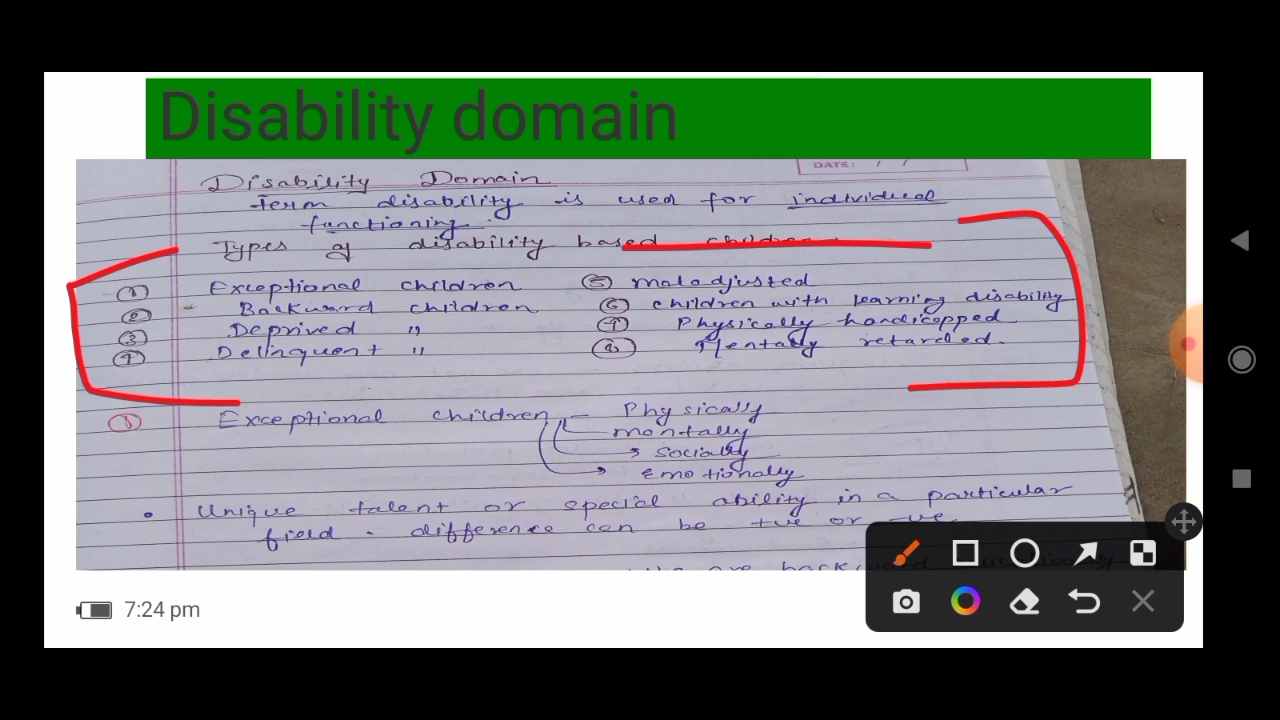 Disability domain
DATE: / /
Disability Domain
Term disability is used for individual
functioning.
Types of disability based children.
① Exceptional children
② Backward children
③ Deprived "
④ Delinquent "
⑤ maladjusted
⑥ children with learning disability
⑦ Physically handicapped
⑧ Mentally retarded.
① Exceptional children - Physically
mentally
socially
Emotionally
• Unique talent or special ability in a particular
field. difference can be +ve or -ve
are backward
7:24 pm